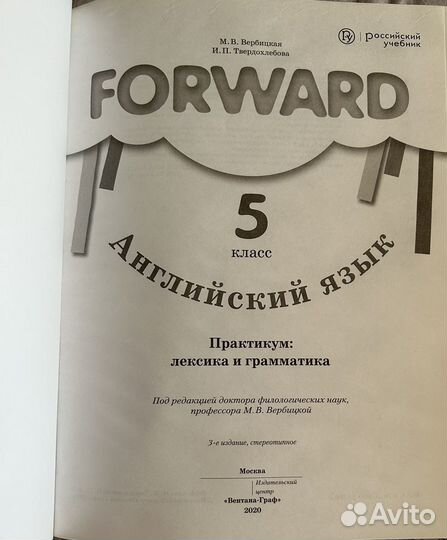 М. В. Вербицкая
И. П. Твердохлебова
российский
учебник
FORWARD
5
класс
Английский язык
Практикум:
лексика и грамматика
Под редакцией доктора филологических наук,
профессора М. В. Вербицкой
3-е издание, стереотипное
Москва
Издательский
центр
«Вентана-Граф»
2020
Avito